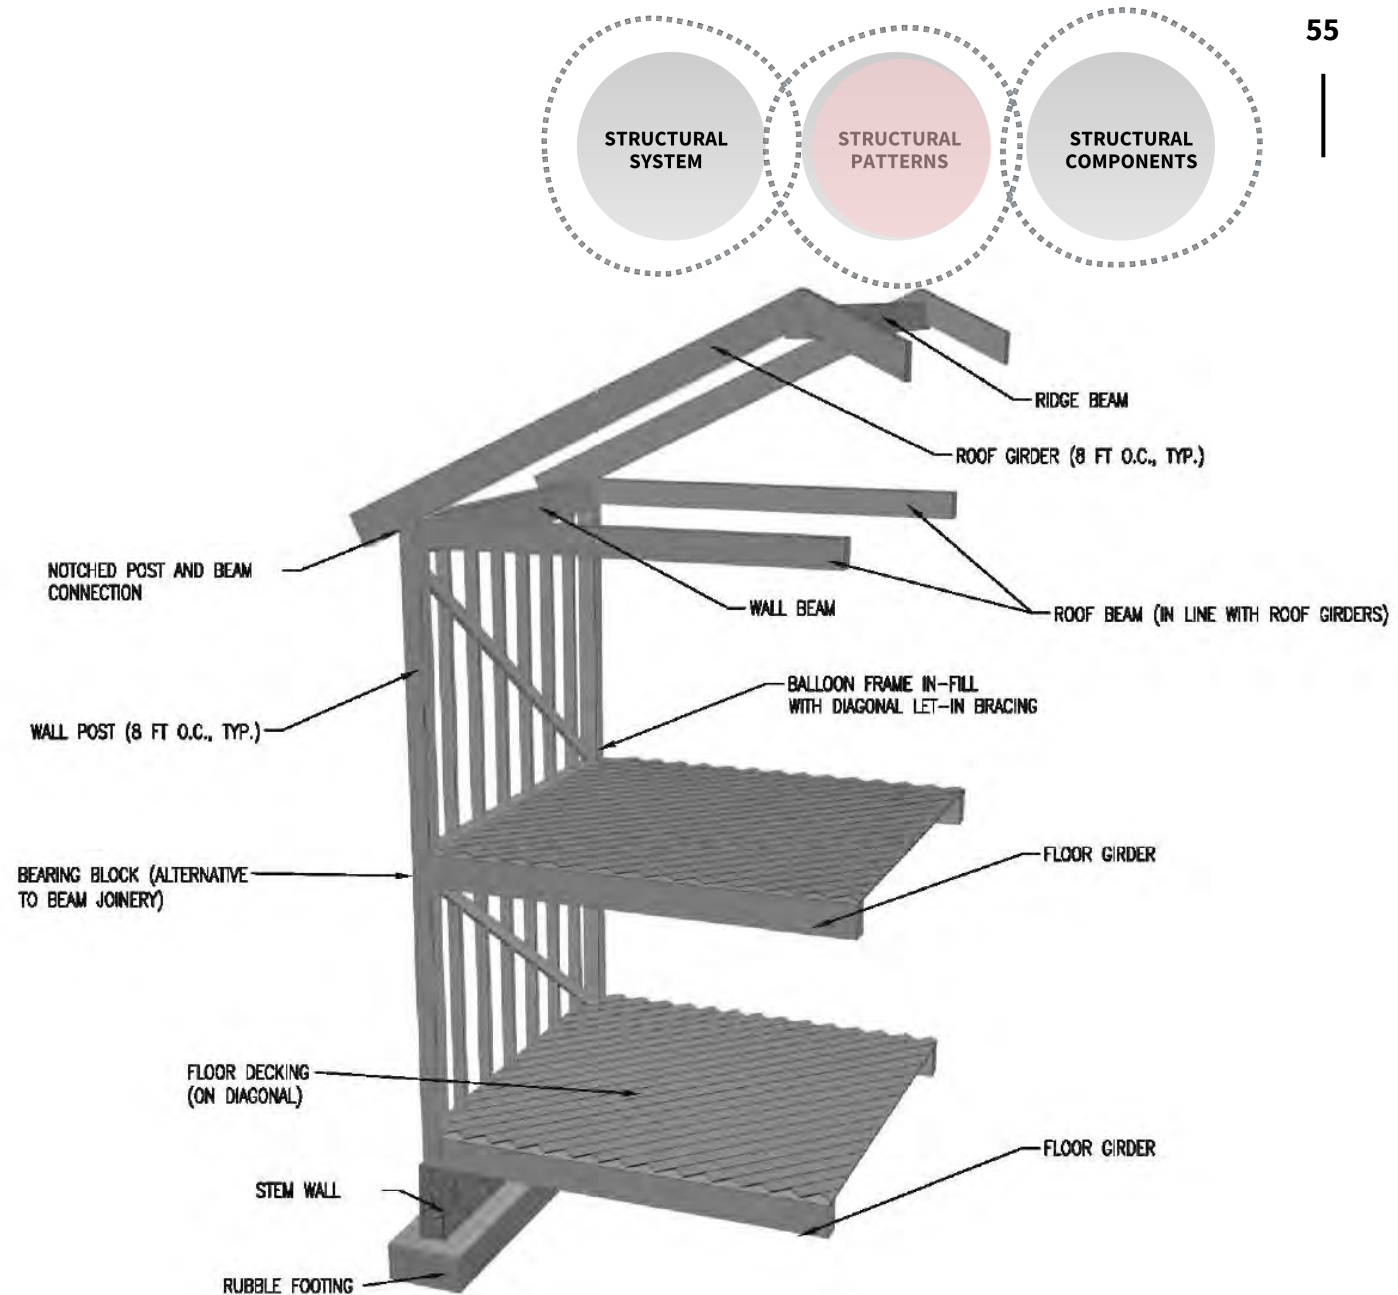 55
STRUCTURAL
SYSTEM
STRUCTURAL
PATTERNS
STRUCTURAL
COMPONENTS
RIDGE BEAM
ROOF GIRDER (8 FT O.C., TYP.)
NOTCHED POST AND BEAM
CONNECTION
WALL BEAM
ROOF BEAM (IN LINE WITH ROOF GIRDERS)
BALLOON FRAME IN-FILL
WITH DIAGONAL LET-IN BRACING
WALL POST (8 FT O.C., TYP.)
FLOOR GIRDER
BEARING BLOCK (ALTERNATIVE
TO BEAM JOINERY)
FLOOR DECKING
(ON DIAGONAL)
FLOOR GIRDER
STEM WALL
RUBBLE FOOTING